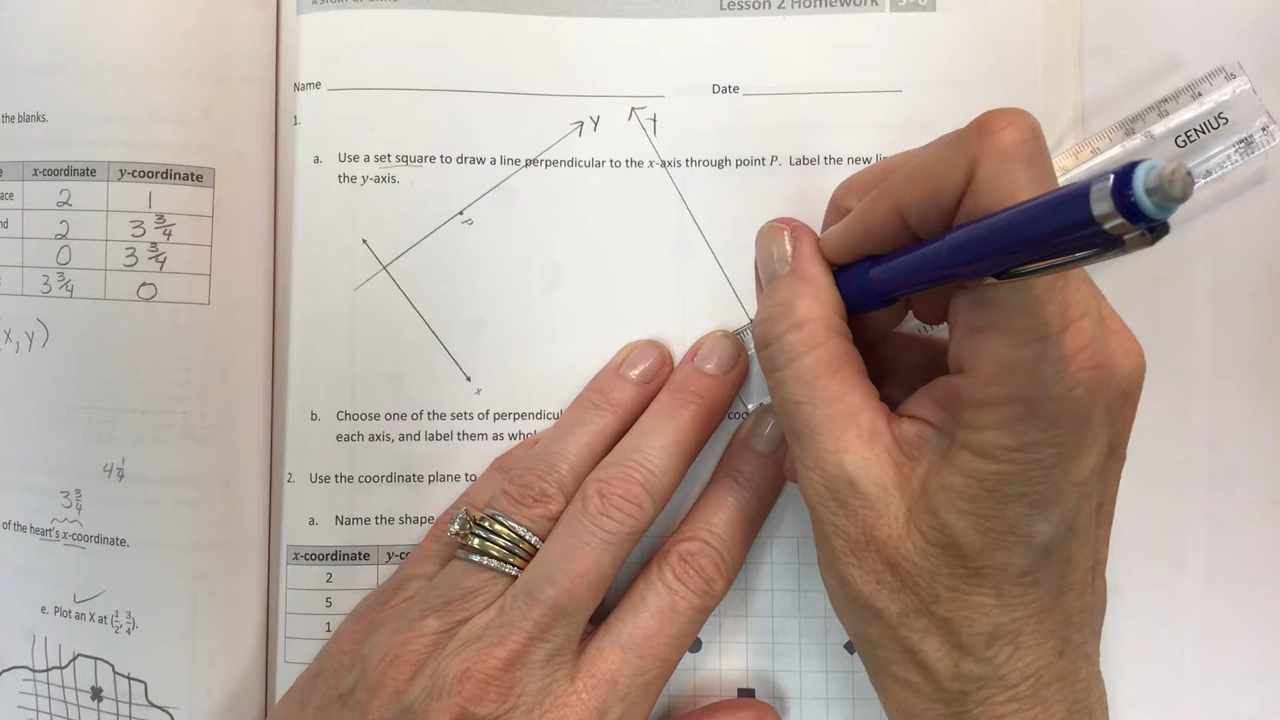 Lesson 2 Homework
the blanks.
x-coordinate y-coordinate
2 1
2 3 3/4
0 3 3/4
3 3/4 0
x, y)
4 1/4
3 3/4
of the heart's x-coordinate.
e. Plot an X at (1/2, 3/4).
Name Date
1.
Y Y
a. Use a set square to draw a line perpendicular to the x-axis through point P. Label the new
the y-axis.
P
x
b. Choose one of the sets of
each axis, and label them as
2. Use the coordinate plane to
a. Name the shape
x-coordinate
2
5
1
GENIUS